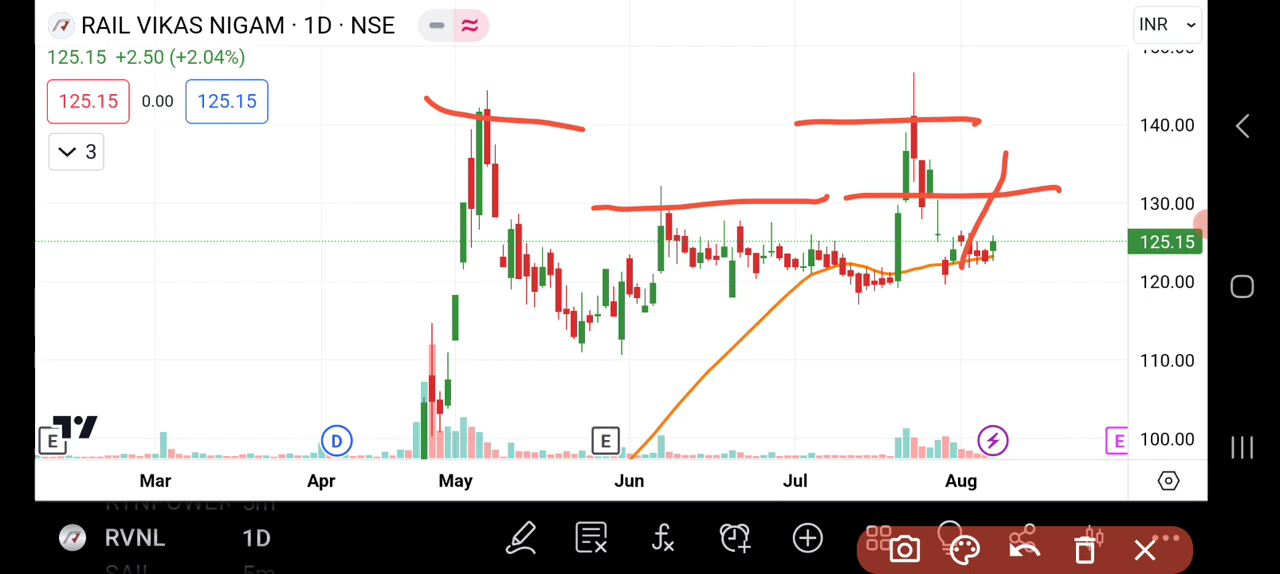 RAIL VIKAS NIGAM · 1D · NSE
INR
125.15 +2.50 (+2.04%)
125.15 0.00 125.15
3
140.00
130.00
125.15
120.00
110.00
100.00
E D E E
Mar Apr May Jun Jul Aug
RVNL 1D